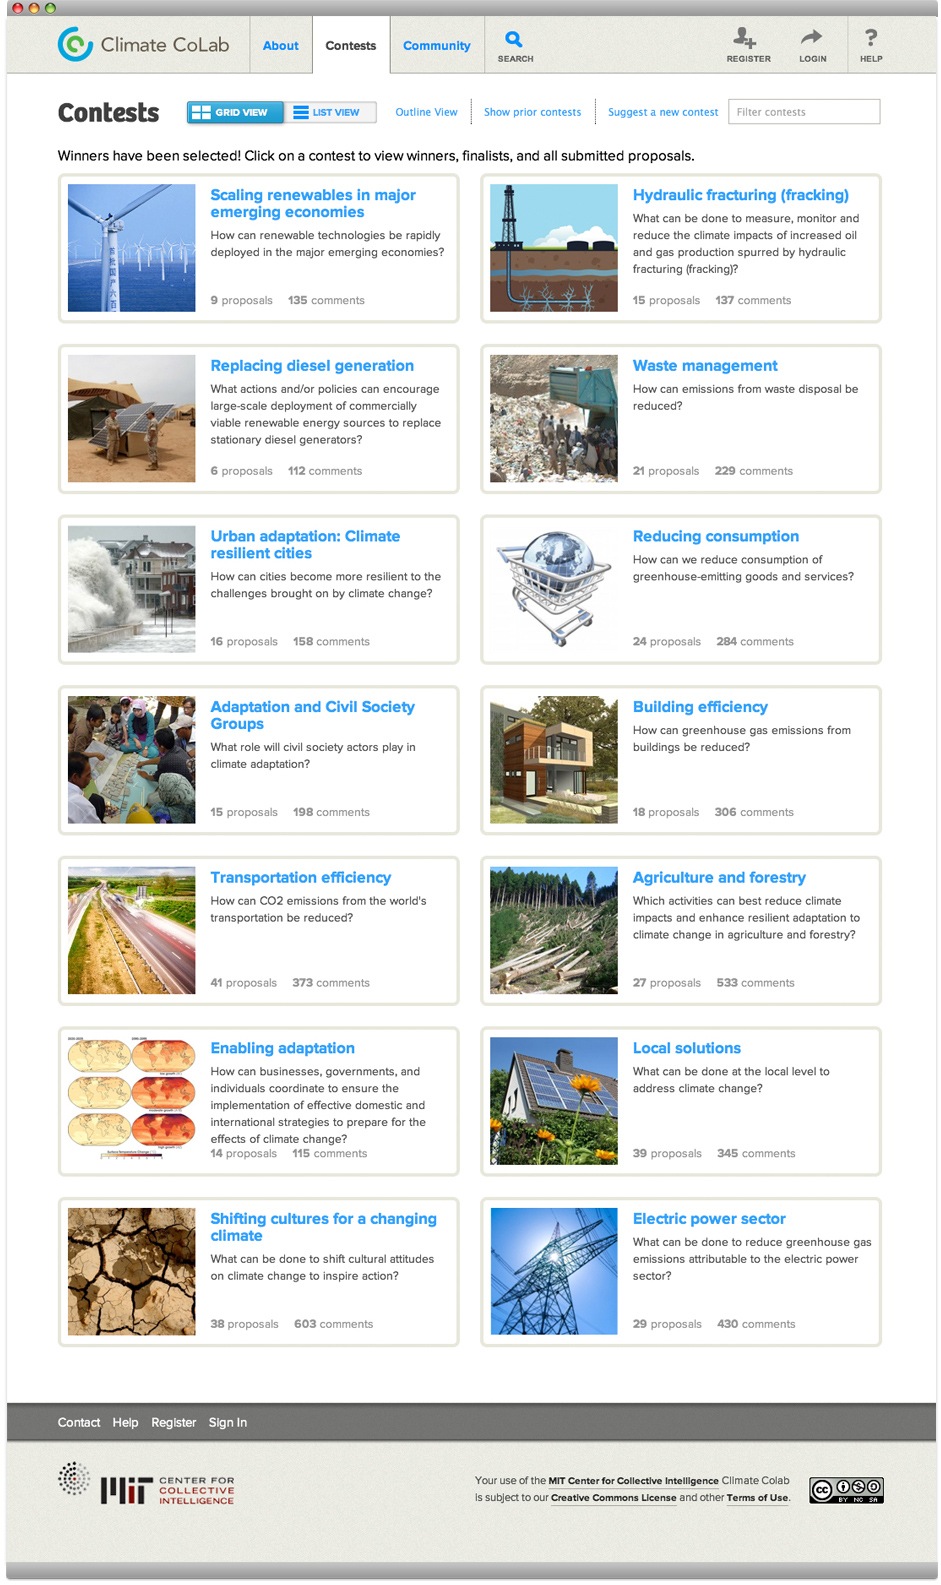 Climate CoLab
About
Contests
Community
SEARCH
REGISTER
LOGIN
HELP
Contests
GRID VIEW
LIST VIEW
Outline View
Show prior contests
Suggest a new contest
Filter contests
Winners have been selected! Click on a contest to view winners, finalists, and all submitted proposals.
Scaling renewables in major
emerging economies
How can renewable technologies be rapidly
deployed in the major emerging economies?
9 proposals 135 comments
Hydraulic fracturing (fracking)
What can be done to measure, monitor and
reduce the climate impacts of increased oil
and gas production spurred by hydraulic
fracturing (fracking)?
15 proposals 137 comments
Replacing diesel generation
What actions and/or policies can encourage
large-scale deployment of commercially
viable renewable energy sources to replace
stationary diesel generators?
6 proposals 112 comments
Waste management
How can emissions from waste disposal be
reduced?
21 proposals 229 comments
Urban adaptation: Climate
resilient cities
How can cities become more resilient to the
challenges brought on by climate change?
16 proposals 158 comments
Reducing consumption
How can we reduce consumption of
greenhouse-emitting goods and services?
24 proposals 284 comments
Adaptation and Civil Society
Groups
What role will civil society actors play in
climate adaptation?
15 proposals 198 comments
Building efficiency
How can greenhouse gas emissions from
buildings be reduced?
18 proposals 306 comments
Transportation efficiency
How can CO2 emissions from the world's
transportation be reduced?
41 proposals 373 comments
Agriculture and forestry
Which activities can best reduce climate
impacts and enhance resilient adaptation to
climate change in agriculture and forestry?
27 proposals 533 comments
Enabling adaptation
How can businesses, governments, and
individuals coordinate to ensure the
implementation of effective domestic and
international strategies to prepare for the
effects of climate change?
14 proposals 115 comments
Local solutions
What can be done at the local level to
address climate change?
39 proposals 345 comments
Shifting cultures for a changing
climate
What can be done to shift cultural attitudes
on climate change to inspire action?
38 proposals 603 comments
Electric power sector
What can be done to reduce greenhouse gas
emissions attributable to the electric power
sector?
29 proposals 430 comments
Contact Help Register Sign In
MIT
CENTER FOR
COLLECTIVE
INTELLIGENCE
Your use of the MIT Center for Collective Intelligence Climate Colab
is subject to our Creative Commons License and other Terms of Use.
cc
BY NC SA